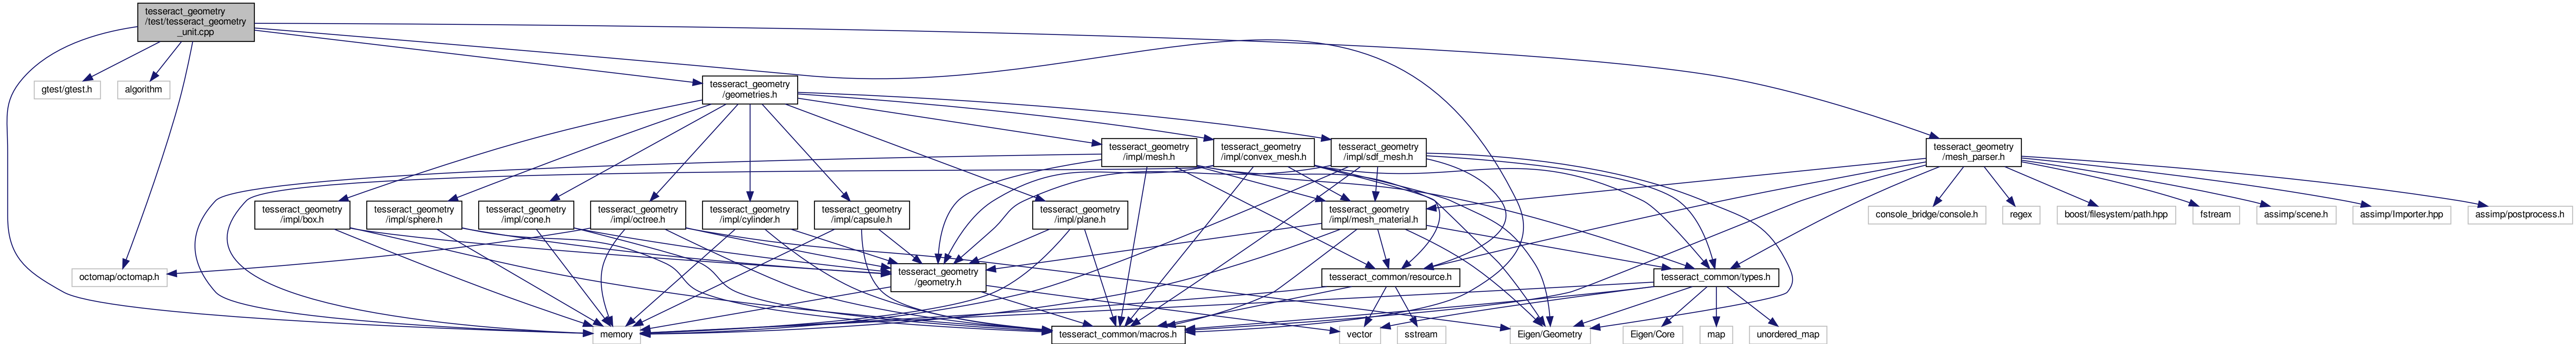 tesseract_geometry
/test/tesseract_geometry
_unit.cpp
gtest/gtest.h
algorithm
tesseract_geometry
/geometries.h
tesseract_geometry
/impl/mesh.h
tesseract_geometry
/impl/convex_mesh.h
tesseract_geometry
/impl/sdf_mesh.h
tesseract_geometry
/mesh_parser.h
tesseract_geometry
/impl/box.h
tesseract_geometry
/impl/sphere.h
tesseract_geometry
/impl/cone.h
tesseract_geometry
/impl/octree.h
tesseract_geometry
/impl/cylinder.h
tesseract_geometry
/impl/capsule.h
tesseract_geometry
/impl/plane.h
tesseract_geometry
/impl/mesh_material.h
console_bridge/console.h
regex
boost/filesystem/path.hpp
fstream
assimp/scene.h
assimp/Importer.hpp
assimp/postprocess.h
octomap/octomap.h
tesseract_geometry
/geometry.h
tesseract_common/resource.h
tesseract_common/types.h
memory
tesseract_common/macros.h
vector
sstream
Eigen/Geometry
Eigen/Core
map
unordered_map